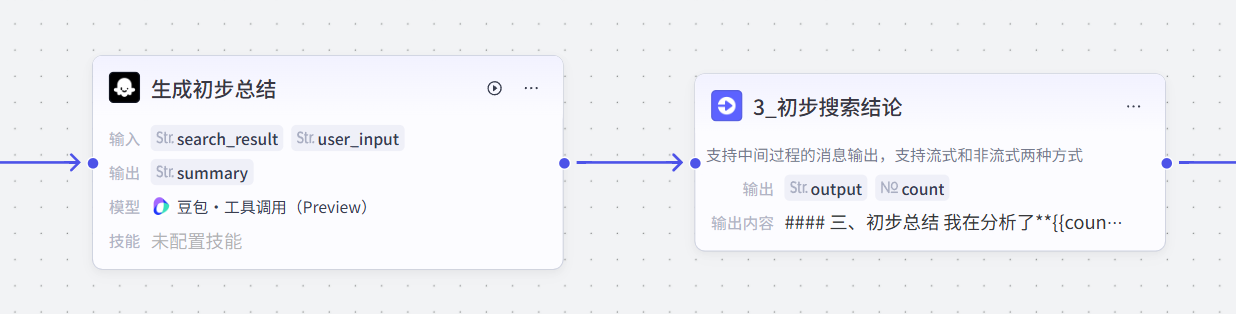 生成初步总结
输入 Str. search_result Str. user_input
输出 Str. summary
模型 豆包·工具调用（Preview）
技能 未配置技能
3_初步搜索结论
支持中间过程的消息输出，支持流式和非流式两种方式
输出 Str. output № count
输出内容 #### 三、初步总结 我在分析了**{{coun…